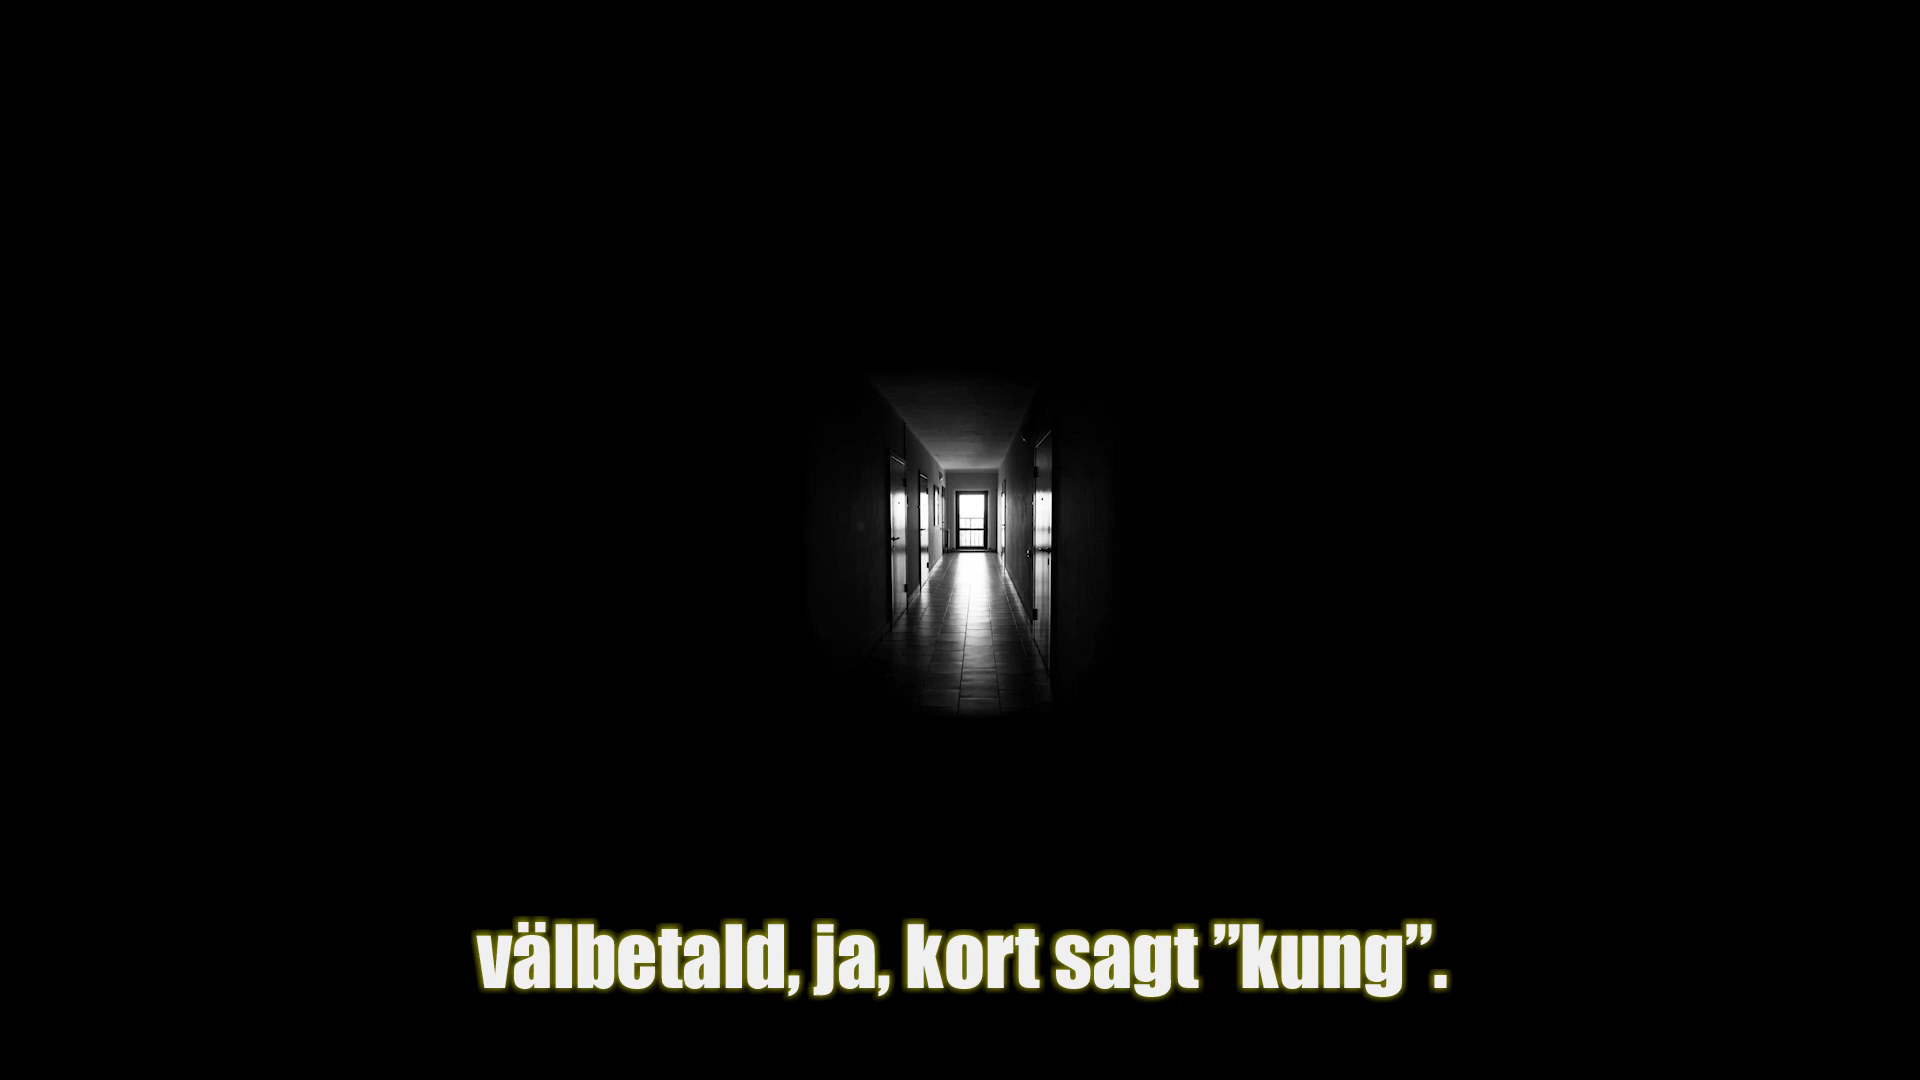 välbetald, ja, kort sagt ”kung”.